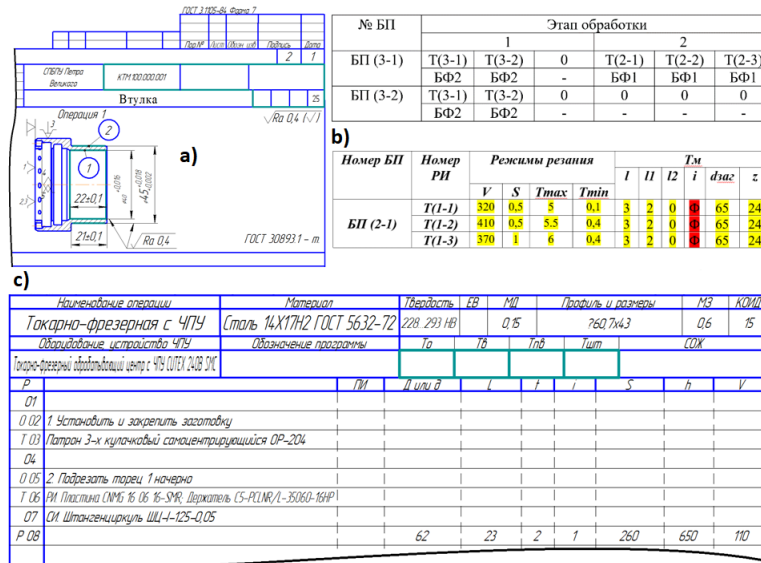 ГОСТ 3.1105-84 Форма 7
Подпись Дата
2 1
СПбПУ Петра Великого КТМ.100.000.001
Втулка 25
Операция 1
√Ra 0,4 (√)
3
2
a)
1
22±0,1
21±0,1
√Ra 0,4
ГОСТ 30893.1 - m
№ БП Этап обработки
1 2
БП (3-1) Т(3-1) Т(3-2) 0 Т(2-1) Т(2-2) Т(2-3)
БФ2 БФ2 - БФ1 БФ1 БФ1
БП (3-2) Т(3-1) Т(3-2) 0 0 0 0
БФ2 БФ2 - - - -
b)
Номер БП Номер РИ Режимы резания Тм
V S Tmax Tmin l l1 l2 i dзаг z
БП (2-1)
Т(1-1) 320 0,5 5 0,1 3 2 0 Ф 65 24
Т(1-2) 410 0,5 5.5 0,4 3 2 0 Ф 65 24
Т(1-3) 370 1 6 0,4 3 2 0 Ф 65 24
c)
Наименование операции Материал Твердость ЕВ МД Профиль и размеры МЗ КОИД
Токарно-фрезерная с ЧПУ Сталь 14Х17Н2 ГОСТ 5632-72 228...293 НВ 0,15 ?60,7х43 0,6 15
Оборудование, устройство ЧПУ Обозначение программы То Тв Тпв Тшт СОЖ
Токарно-фрезерный обрабатывающий центр с ЧПУ CUTEX 240B SMC
Р ПИ D или В L t i S n V
01
О 02 1. Установить и закрепить заготовку
Т 03 Патрон 3-х кулачковый самоцентрирующийся ОР-204
04
О 05 2. Подрезать торец 1 начерно
Т 06 РИ Пластина CNMG 16 06 16-SMR; Державка C5-PCLNR/L-35060-16HP
07 СИ. Штангенциркуль ШЦ-I-125-0,05
Р 08 62 23 2 1 260 650 110